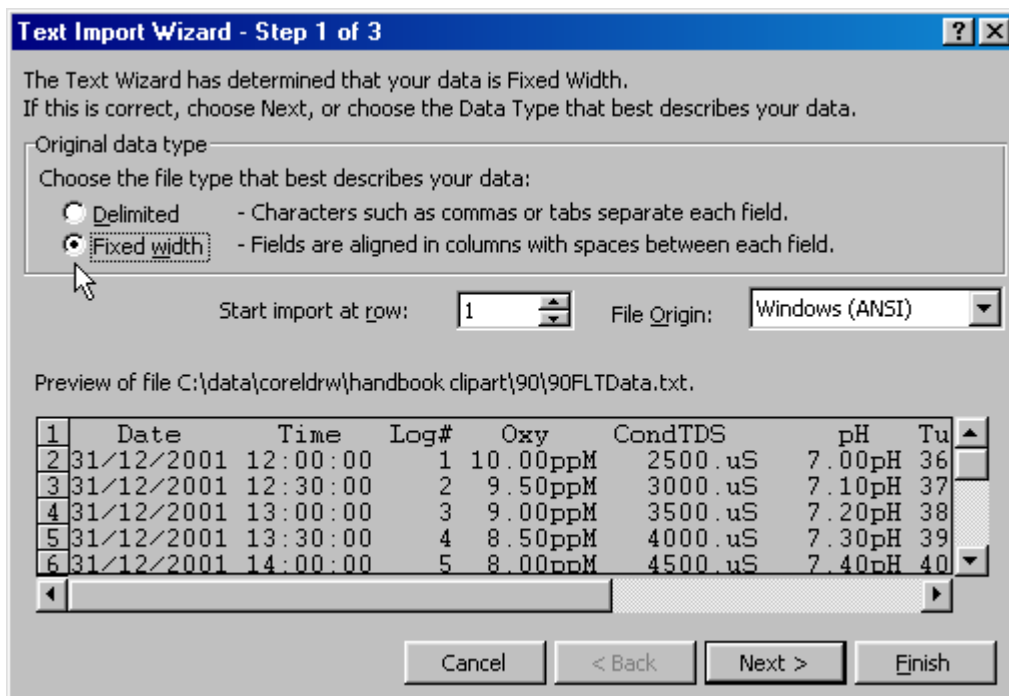 Text Import Wizard - Step 1 of 3
The Text Wizard has determined that your data is Fixed Width.
If this is correct, choose Next, or choose the Data Type that best describes your data.
Original data type
Choose the file type that best describes your data:
Delimited - Characters such as commas or tabs separate each field.
Fixed width - Fields are aligned in columns with spaces between each field.
Start import at row: 1 File Origin: Windows (ANSI)
Preview of file C:\data\coreldrw\handbook clipart\90\90FLTData.txt.
1 Date Time Log# Oxy CondTDS pH Tu
2 31/12/2001 12:00:00 1 10.00ppM 2500.uS 7.00pH 36
3 31/12/2001 12:30:00 2 9.50ppM 3000.uS 7.10pH 37
4 31/12/2001 13:00:00 3 9.00ppM 3500.uS 7.20pH 38
5 31/12/2001 13:30:00 4 8.50ppM 4000.uS 7.30pH 39
6 31/12/2001 14:00:00 5 8.00ppM 4500.uS 7.40pH 40
Cancel < Back Next > Finish